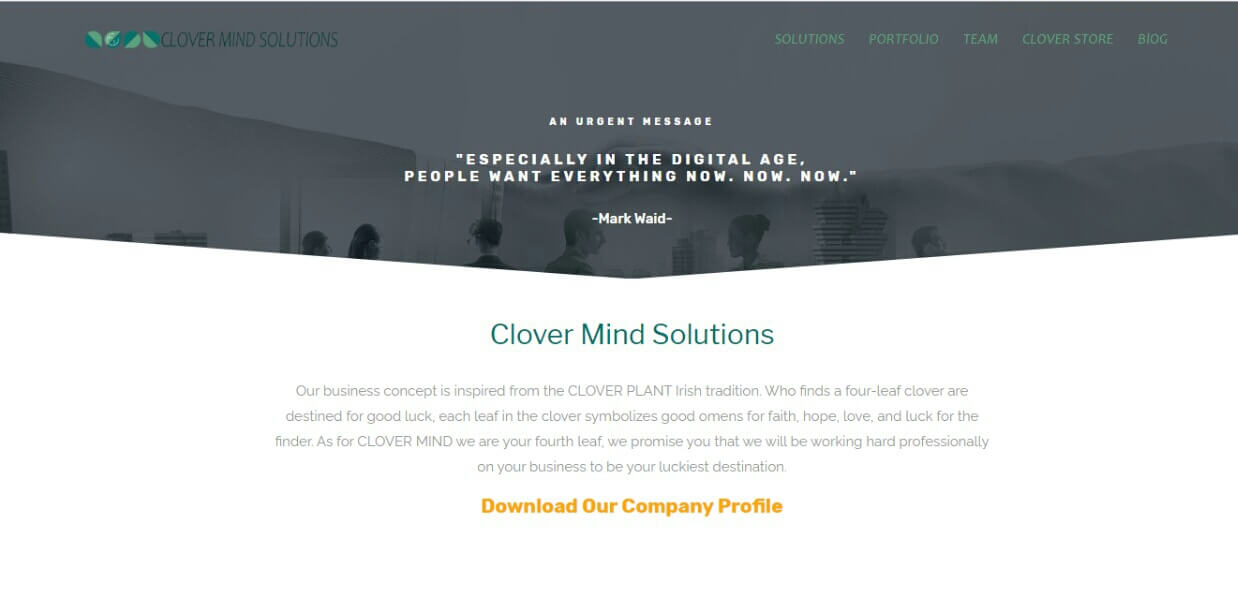 CLOVER MIND SOLUTIONS
SOLUTIONS PORTFOLIO TEAM CLOVER STORE BlOG
AN URGENT MESSAGE
"ESPECIALLY IN THE DIGITAL AGE,
PEOPLE WANT EVERYTHING NOW. NOW. NOW."
-Mark Waid-
Clover Mind Solutions
Our business concept is inspired from the CLOVER PLANT Irish tradition. Who finds a four-leaf clover are
destined for good luck, each leaf in the clover symbolizes good omens for faith, hope, love, and luck for the
finder. As for CLOVER MIND we are your fourth leaf, we promise you that we will be working hard professionally
on your business to be your luckiest destination.
Download Our Company Profile